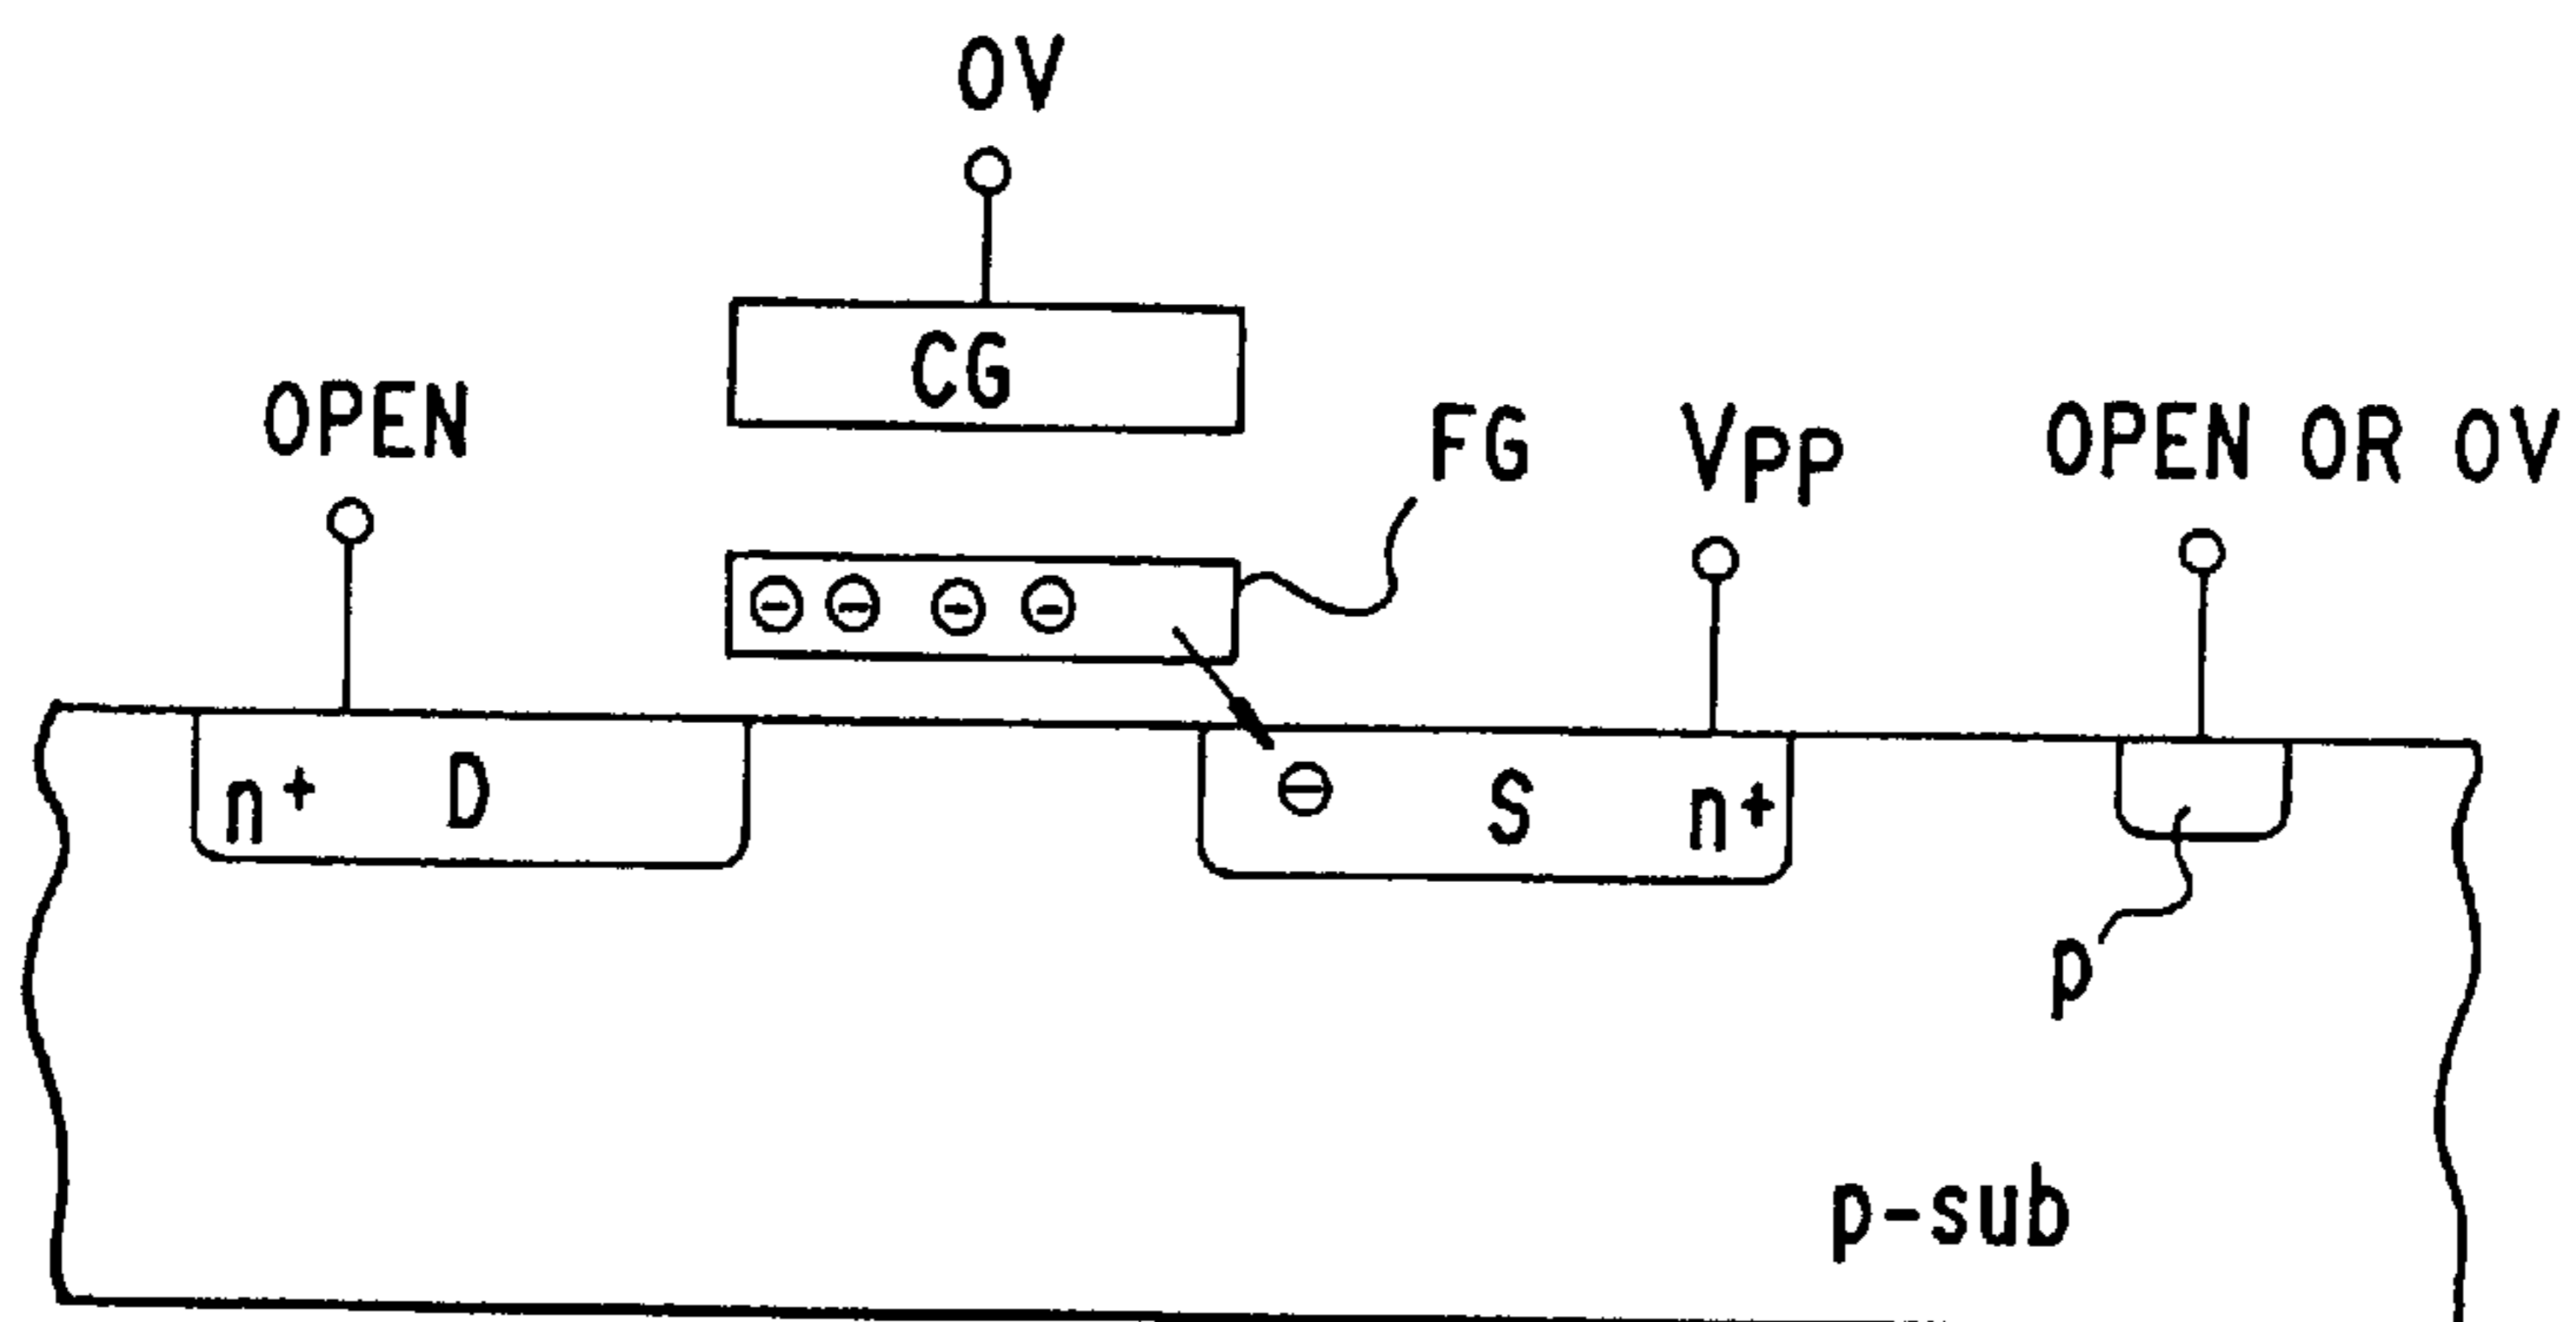 0V
CG
OPEN
FG
VPP
OPEN OR 0V
n+ D
S n+
p
p-sub